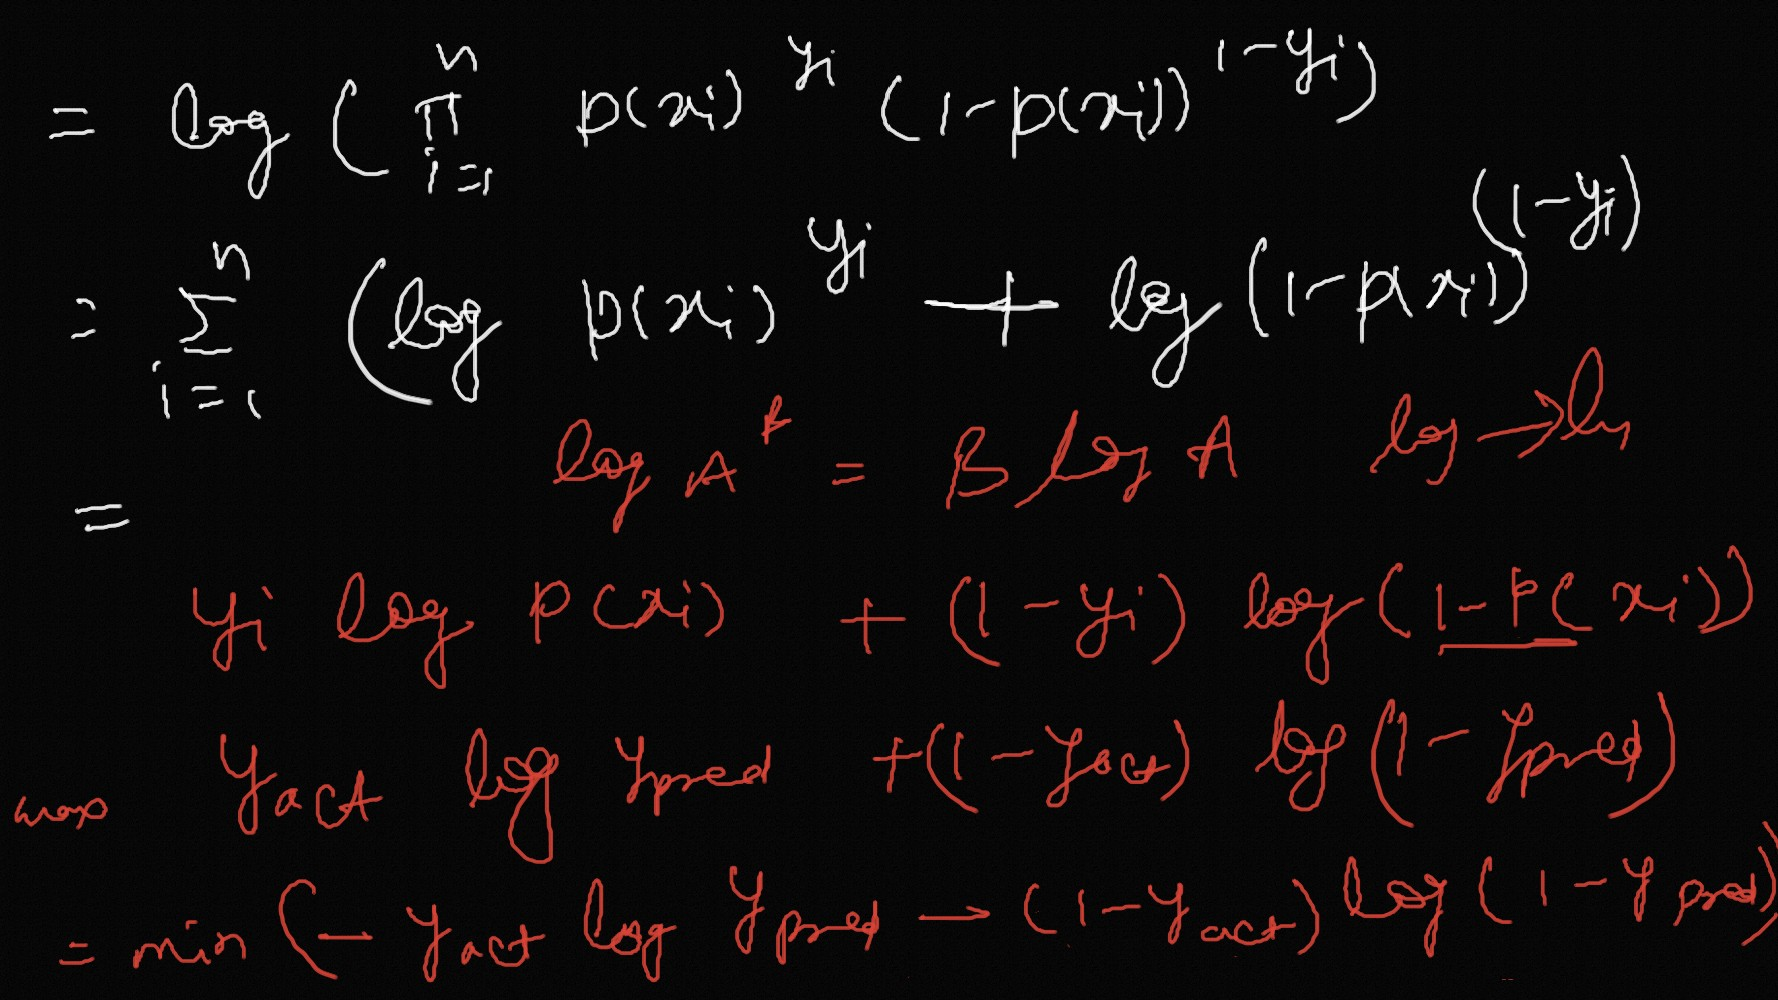 = log ( π i=1 n p(xi) yi (1-p(xi)) 1-yi )
= Σ i=1 n ( log p(xi) yi + log (1-p(xi)) (1-yi)
log A B = B log A log → ln
=
yi log P(xi) + (1-yi) log (1-P(xi))
max yact log ypred + (1-yact) log (1-ypred)
= min ( - yact log ypred - (1-yact) log (1-ypred)